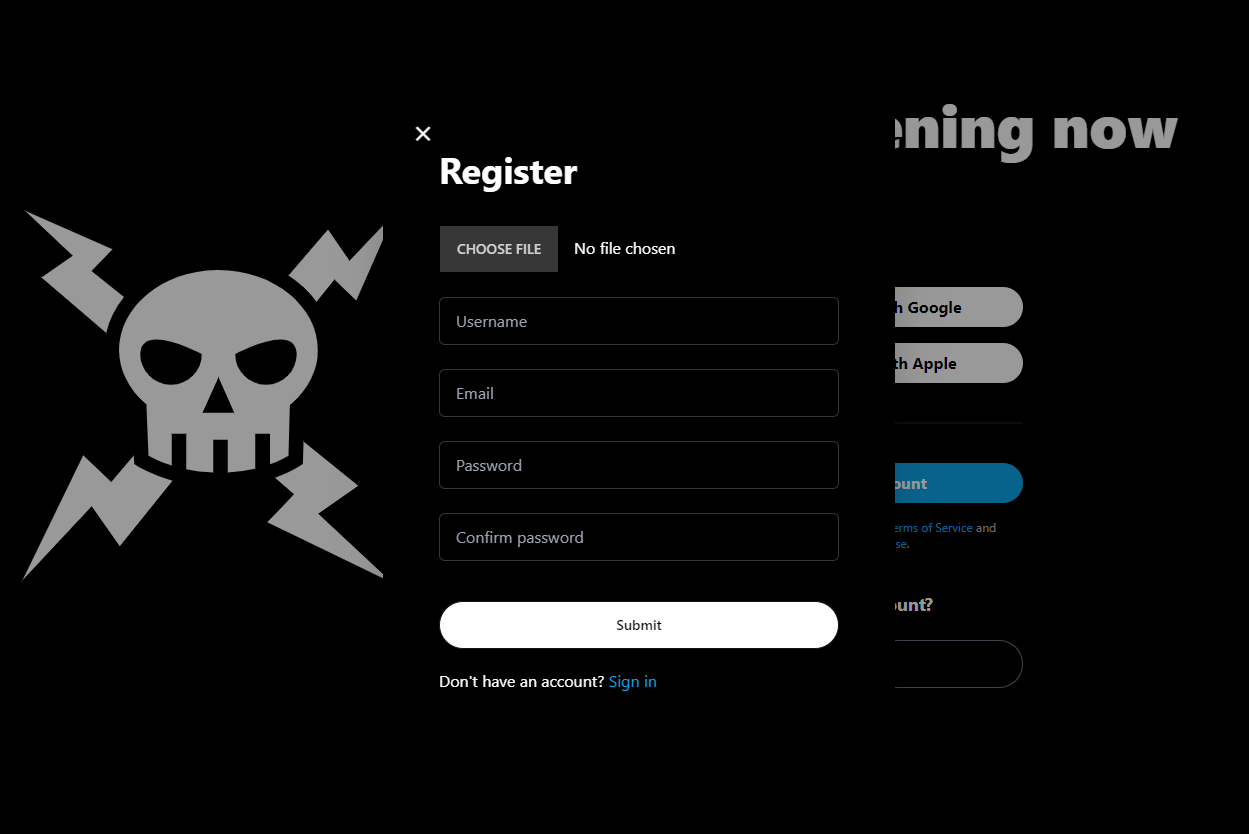 ening now
Register
CHOOSE FILE No file chosen
Username
h Google
th Apple
Email
Password
ount
erms of Service and
Confirm password
se.
ount?
Submit
Don't have an account? Sign in